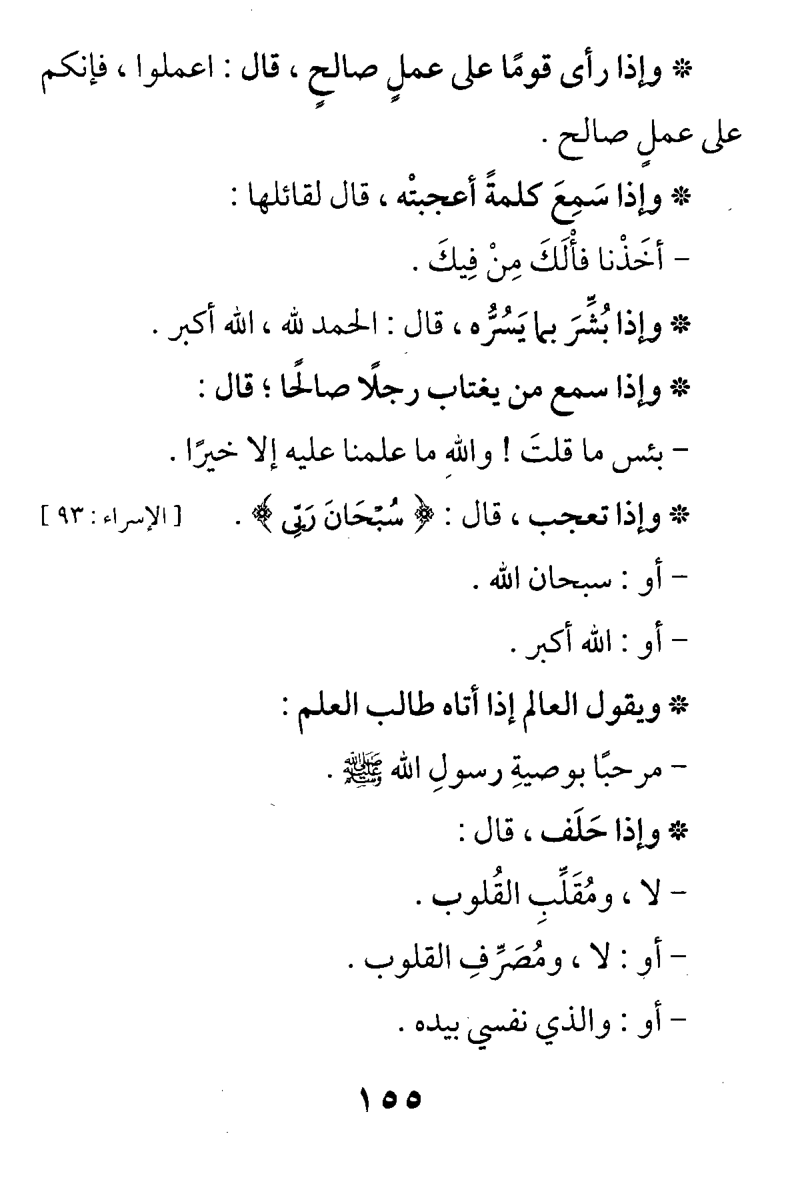 ❊ وإذا رأى قومًا على عملٍ صالحٍ ، قال : اعملوا ، فإنكم
على عملٍ صالح .
❊ وإذا سَمِعَ كلمةً أعجبتْه ، قال لقائلها :
– أخَذْنا فأْلَكَ مِنْ فِيكَ .
❊ وإذا بُشِّرَ بما يَسُرُّه ، قال : الحمد لله ، الله أكبر .
❊ وإذا سمع من يغتاب رجلًا صالحًا ؛ قال :
– بئس ما قلتَ ! واللهِ ما علمنا عليه إلا خيرًا .
❊ وإذا تعجب ، قال : ﴿ سُبْحَانَ رَبِّي ﴾ . [ الإسراء : ٩٣ ]
– أو : سبحان الله .
– أو : الله أكبر .
❊ ويقول العالم إذا أتاه طالب العلم :
– مرحبًا بوصيةِ رسولِ الله ﷺ .
❊ وإذا حَلَف ، قال :
– لا ، ومُقَلِّبِ القُلوب .
– أو : لا ، ومُصَرِّفِ القلوب .
– أو : والذي نفسي بيده .
١٥٥